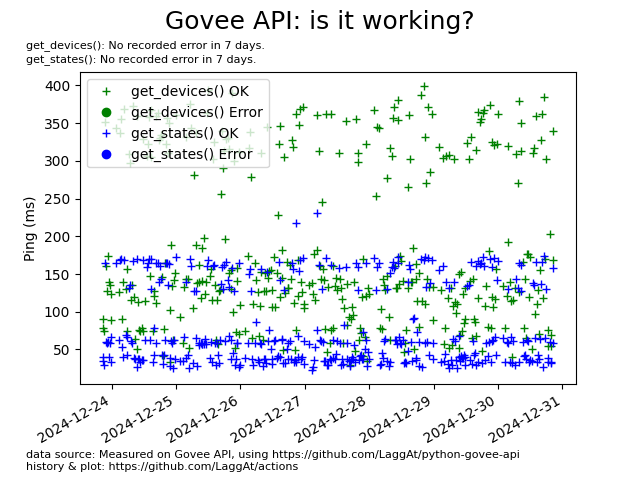 Govee API: is it working?
get_devices(): No recorded error in 7 days.
get_states(): No recorded error in 7 days.
get_devices() OK
get_devices() Error
get_states() OK
get_states() Error
Ping (ms)
400
350
300
250
200
150
100
50
2024-12-24
2024-12-25
2024-12-26
2024-12-27
2024-12-28
2024-12-29
2024-12-30
2024-12-31
data source: Measured on Govee API, using https://github.com/LaggAt/python-govee-api
history & plot: https://github.com/LaggAt/actions